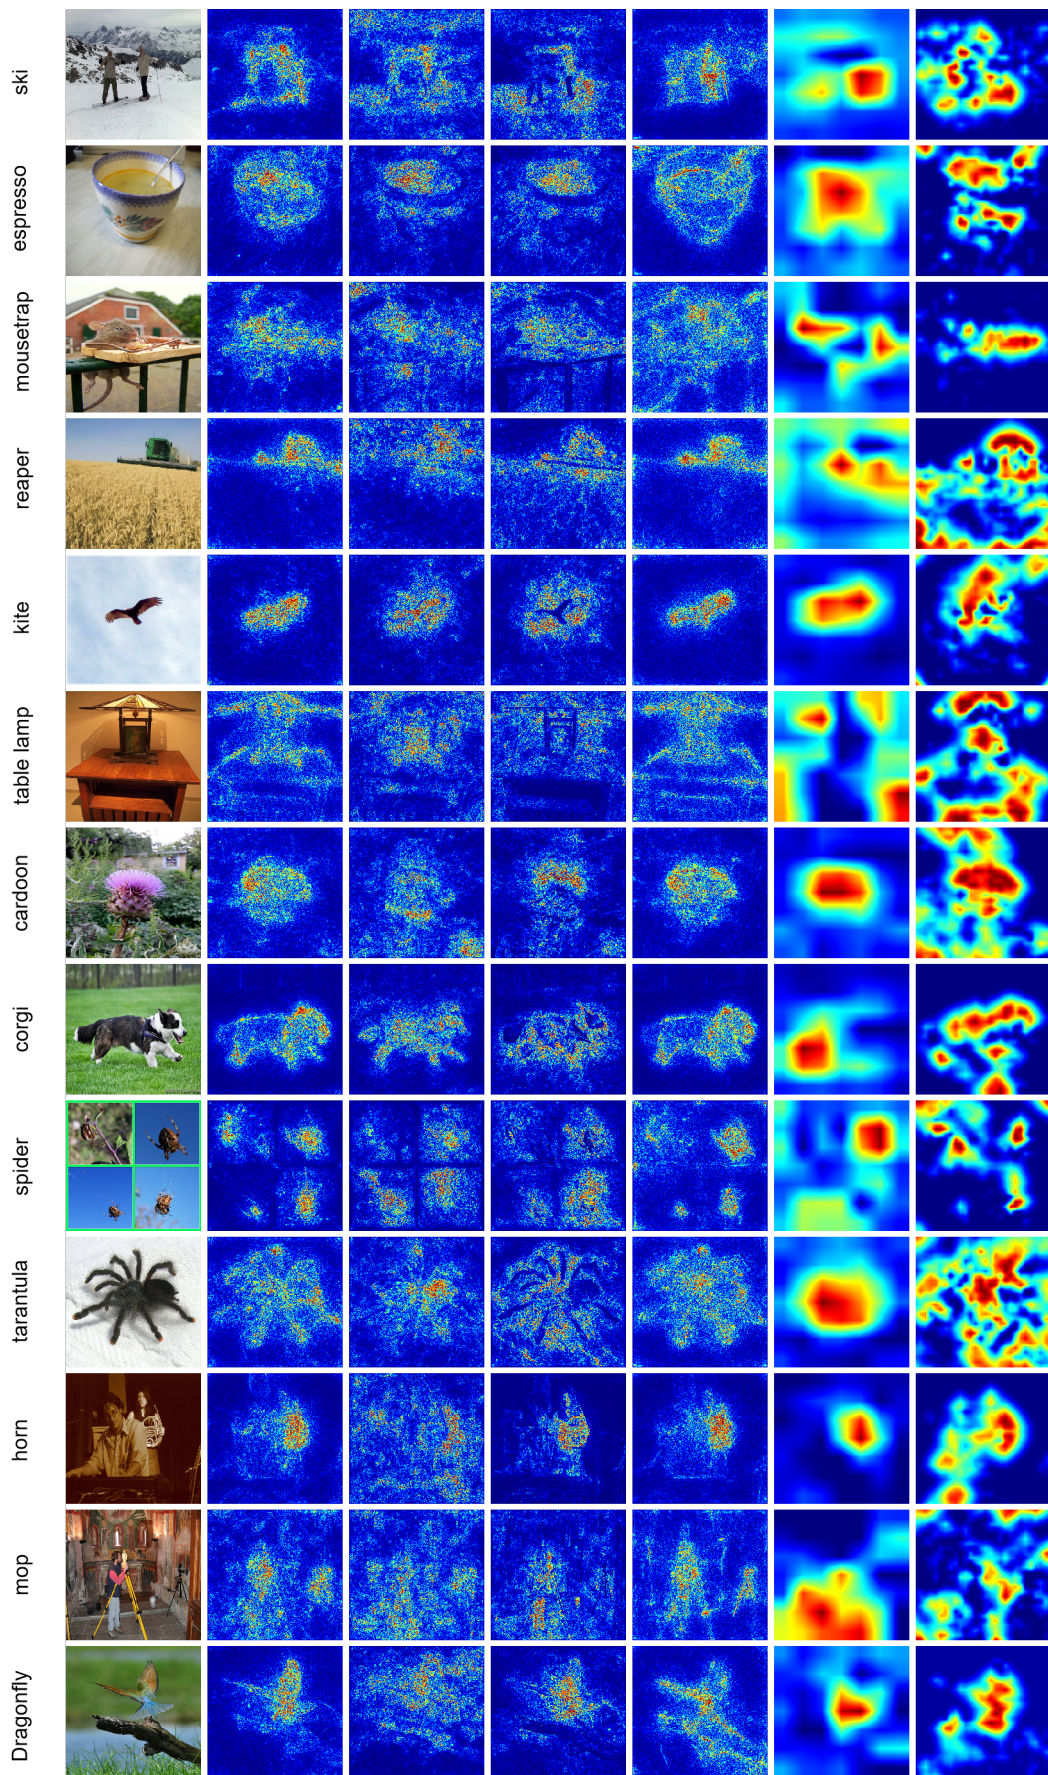 ski
espresso
mousetrap
reaper
kite
table lamp
cardoon
corgi
spider
tarantula
horn
mop
Dragonfly